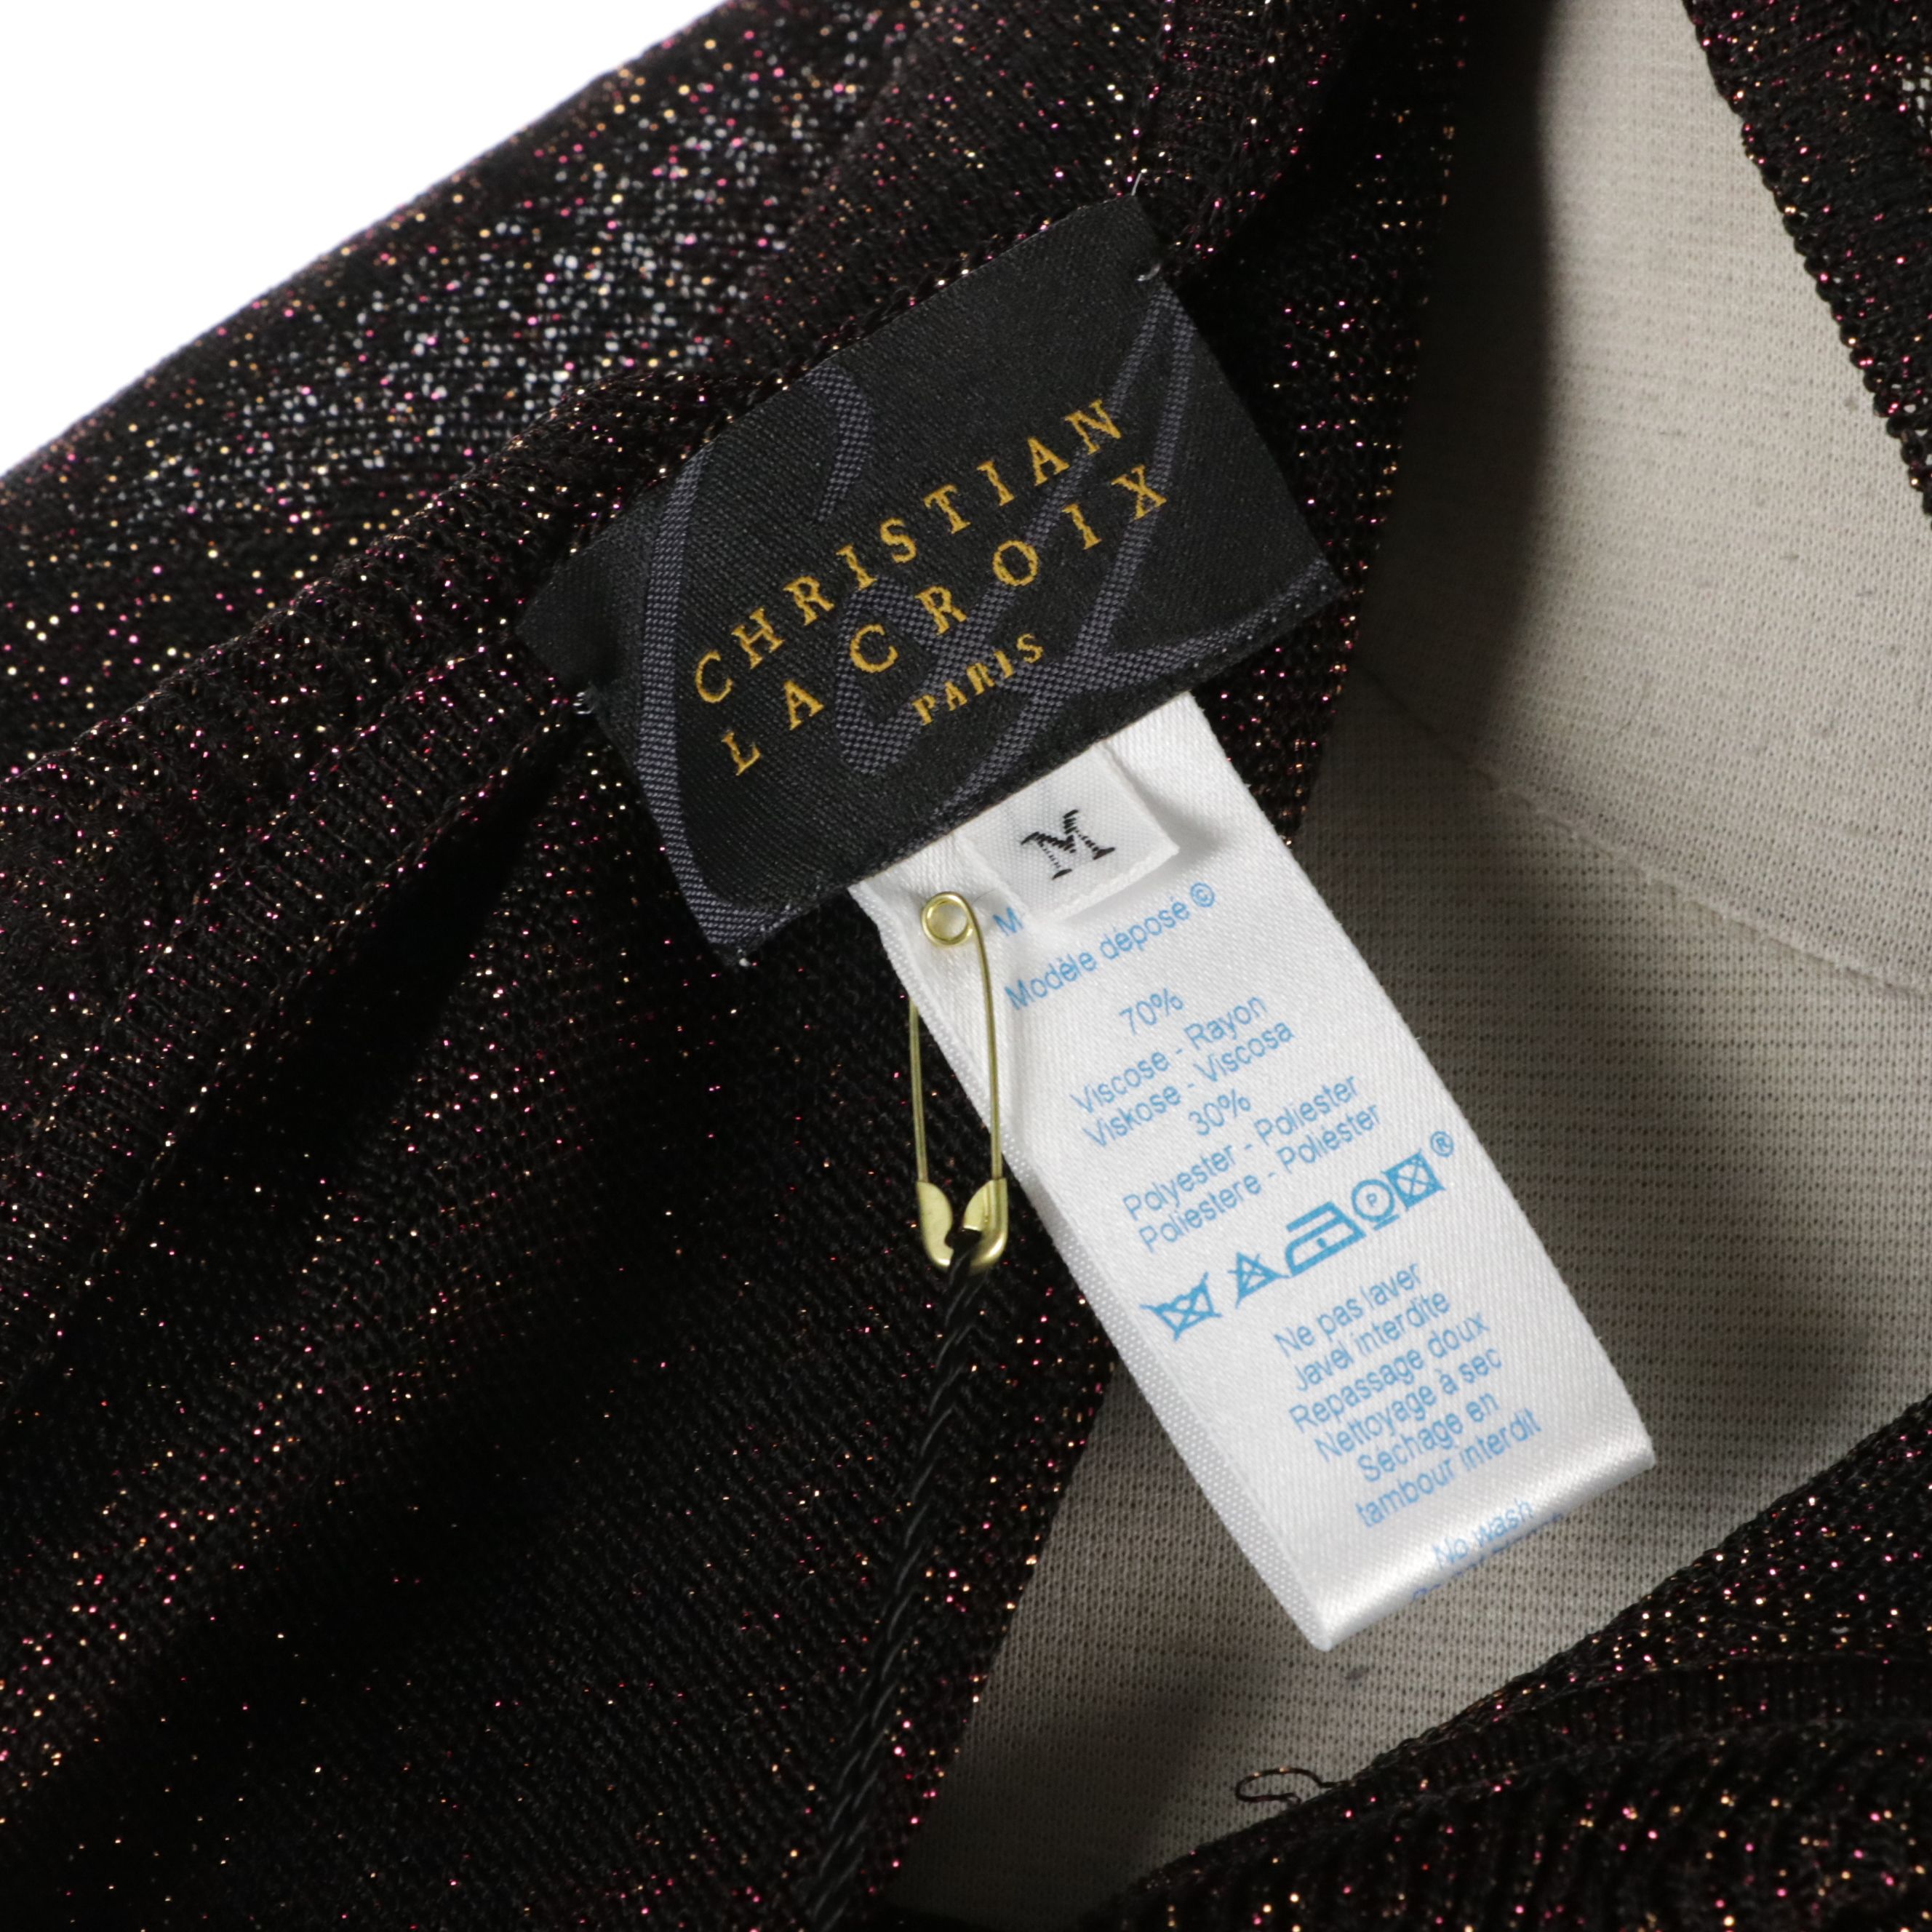 CHRISTIAN
LACROIX
PARIS
M
M
Modèle déposé ©
70%
Viscose - Rayon
Viskose - Viscosa
30%
Polyester - Poliester
Poliestere - Poliéster
P
®
Ne pas laver
Javel interdite
Repassage doux
Nettoyage à sec
Séchage en
tambour interdit
No wash